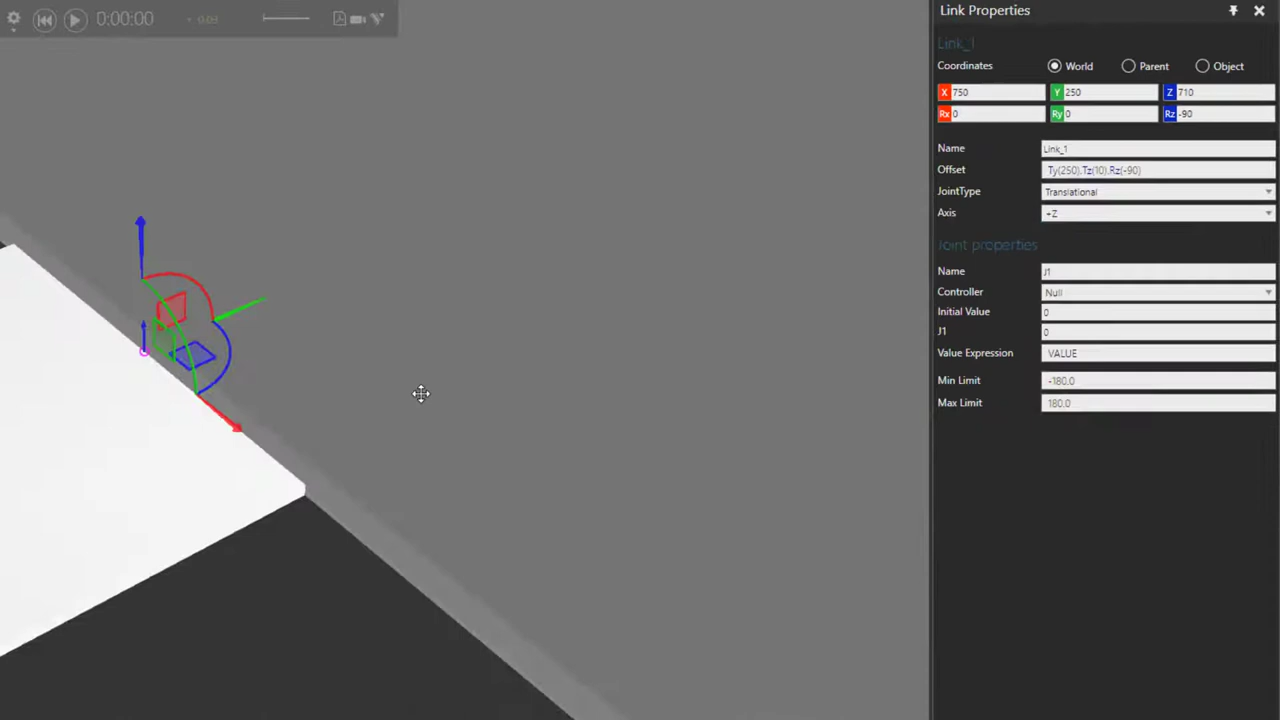 0:00:00
0.03
Link Properties
Link_1
Coordinates
World
Parent
Object
X 750
Y 250
Z 710
Rx 0
Ry 0
Rz -90
Name Link_1
Offset Ty(250).Tz(10).Rz(-90)
JointType Translational
Axis +Z
Joint properties
Name J1
Controller Null
Initial Value 0
J1 0
Value Expression VALUE
Min Limit -180.0
Max Limit 180.0